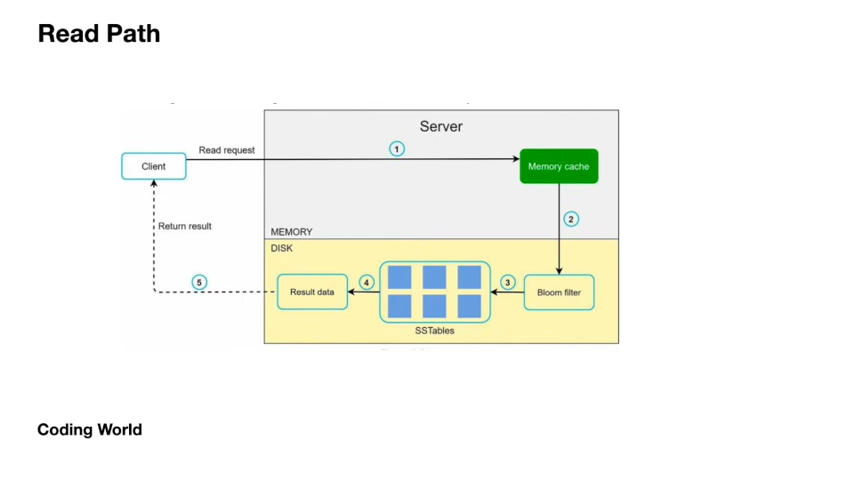 Read Path
Server
Read request
1
Client
Memory cache
Return result
2
MEMORY
DISK
5
Result data
4
3
Bloom filter
SSTables
Coding World